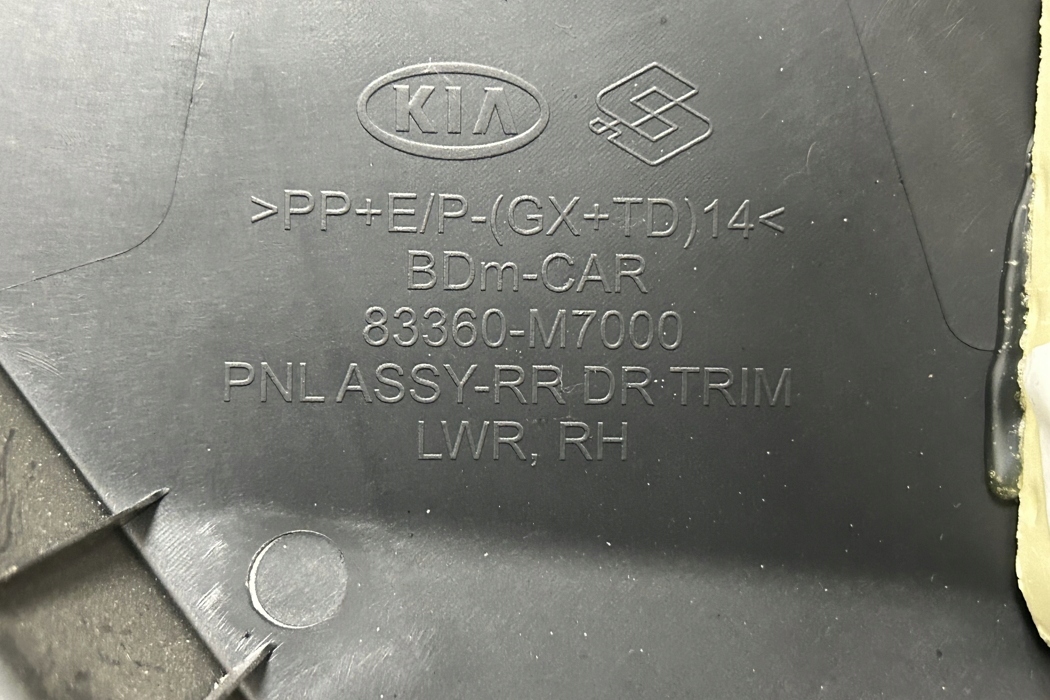 KIA
>PP+E/P-(GX+TD)14<
BDm-CAR
83360-M7000
PNL ASSY-RR DR TRIM
LWR, RH